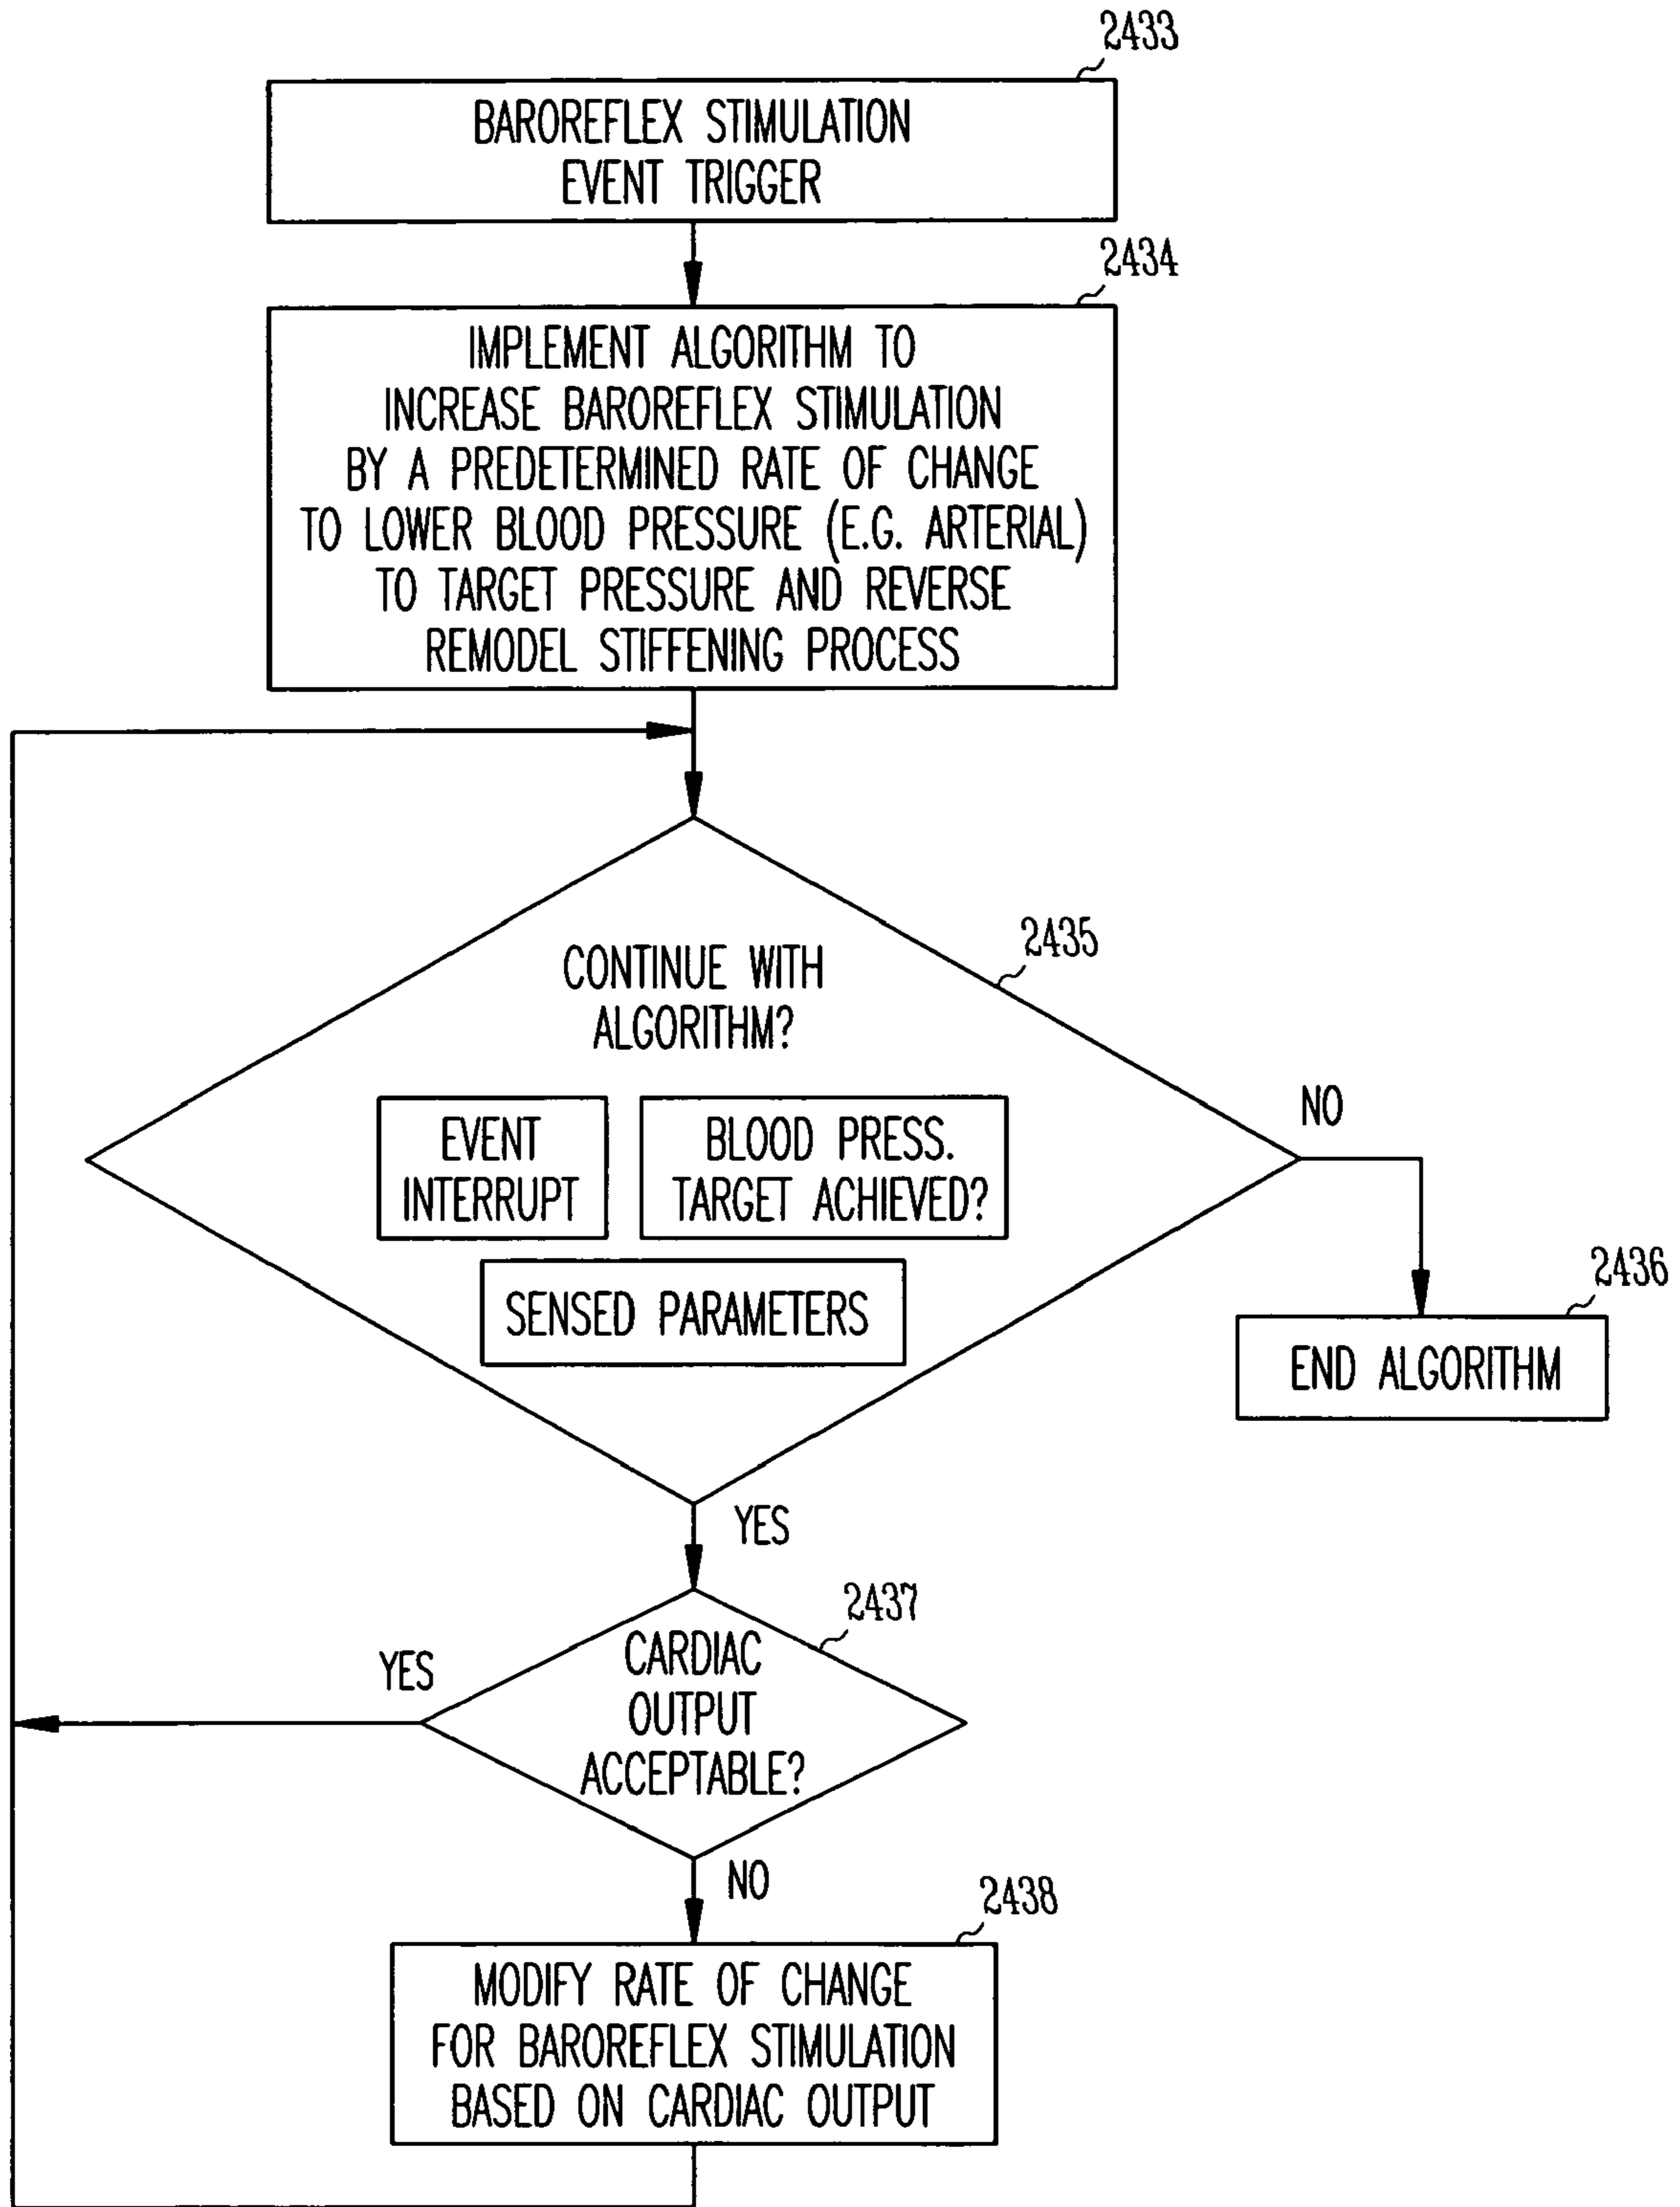 2433
BAROREFLEX STIMULATION
EVENT TRIGGER
2434
IMPLEMENT ALGORITHM TO
INCREASE BAROREFLEX STIMULATION
BY A PREDETERMINED RATE OF CHANGE
TO LOWER BLOOD PRESSURE (E.G. ARTERIAL)
TO TARGET PRESSURE AND REVERSE
REMODEL STIFFENING PROCESS
2435
CONTINUE WITH
ALGORITHM?
NO
EVENT
INTERRUPT
BLOOD PRESS.
TARGET ACHIEVED?
SENSED PARAMETERS
2436
END ALGORITHM
YES
2437
CARDIAC
OUTPUT
ACCEPTABLE?
YES
NO
2438
MODIFY RATE OF CHANGE
FOR BAROREFLEX STIMULATION
BASED ON CARDIAC OUTPUT